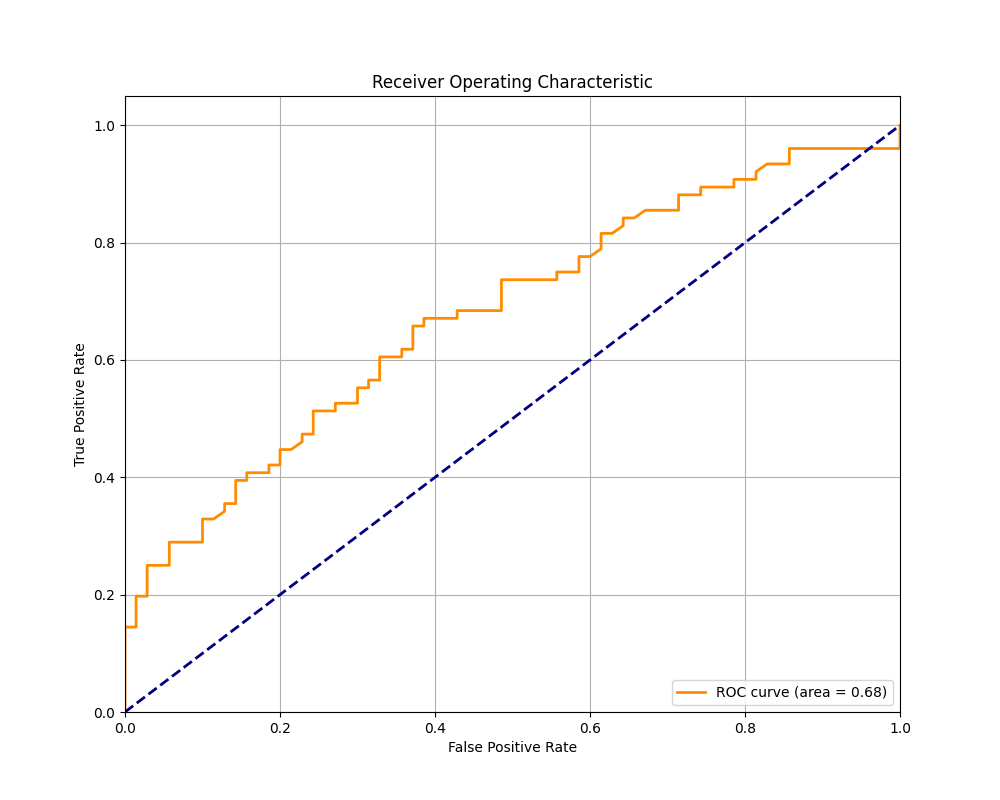 Receiver Operating Characteristic
1.0
0.8
0.6
0.4
0.2
0.0
True Positive Rate
ROC curve (area = 0.68)
0.0 0.2 0.4 0.6 0.8 1.0
False Positive Rate